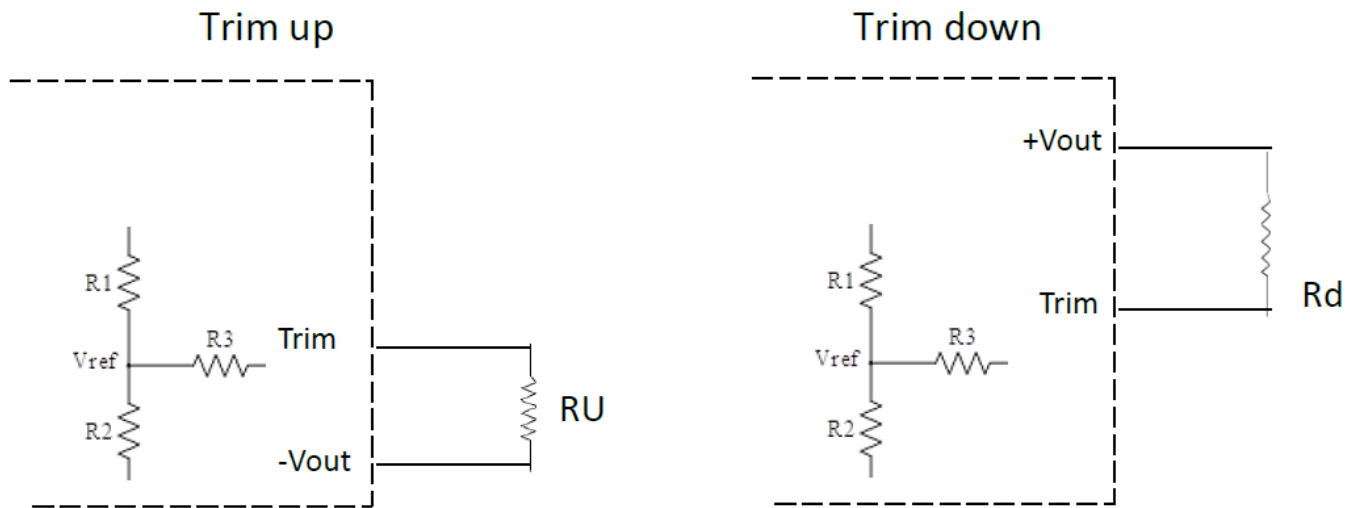 Trim up
R1
R3
Vref
R2
Trim
-Vout
RU
Trim down
+Vout
R1
R3
Vref
R2
Trim
Rd